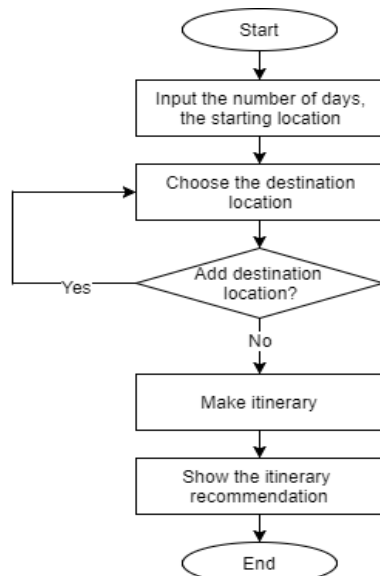 Start
Input the number of days,
the starting location
Choose the destination
location
Add destination
location?
Yes
No
Make itinerary
Show the itinerary
recommendation
End